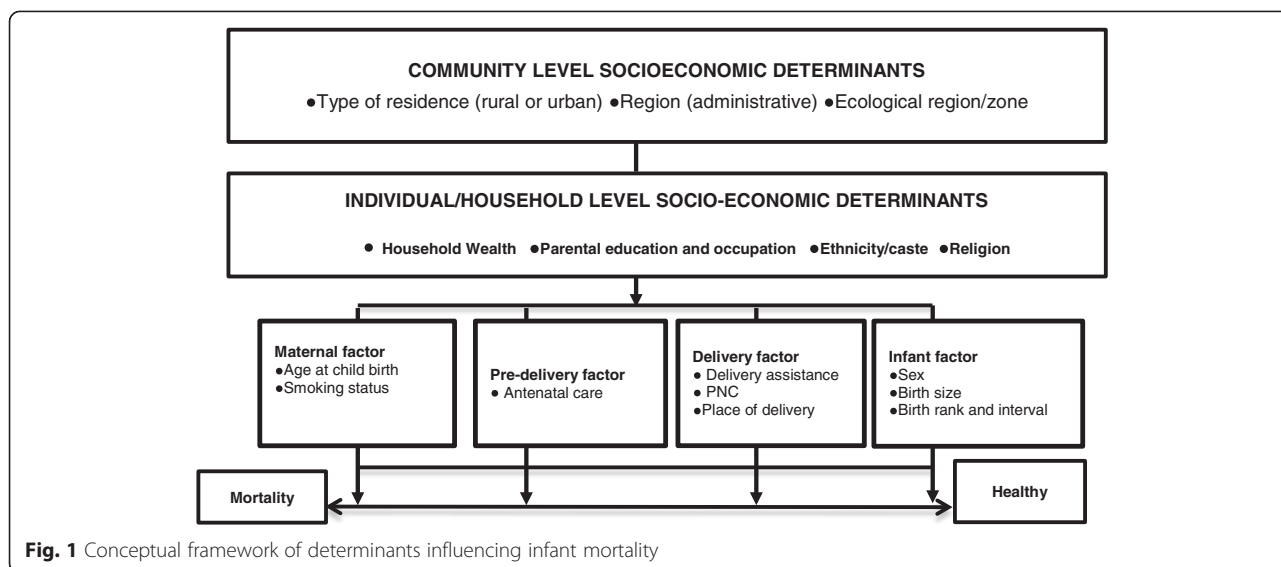 COMMUNITY LEVEL SOCIOECONOMIC DETERMINANTS
●Type of residence (rural or urban) ●Region (administrative) ●Ecological region/zone
INDIVIDUAL/HOUSEHOLD LEVEL SOCIO-ECONOMIC DETERMINANTS
● Household Wealth ●Parental education and occupation ●Ethnicity/caste ●Religion
Maternal factor
●Age at child birth
●Smoking status
Pre-delivery factor
● Antenatal care
Delivery factor
● Delivery assistance
● PNC
●Place of delivery
Infant factor
●Sex
●Birth size
●Birth rank and interval
Mortality
Healthy
Fig. 1 Conceptual framework of determinants influencing infant mortality